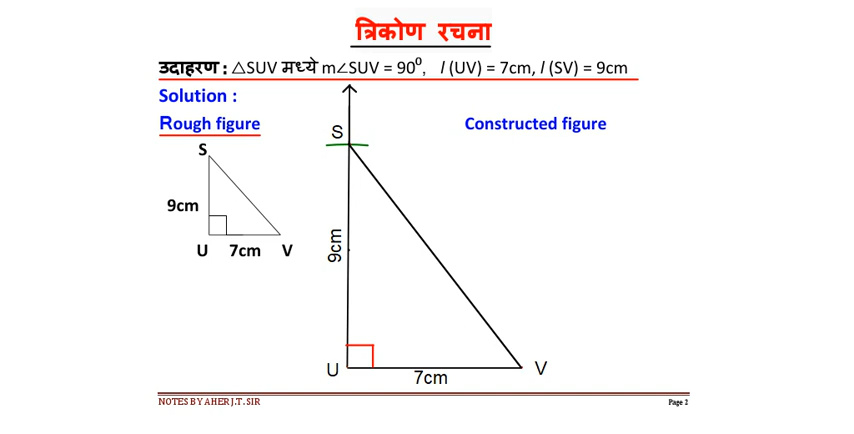 त्रिकोण रचना
उदाहरण : △SUV मध्ये m∠SUV = 90⁰, l (UV) = 7cm, l (SV) = 9cm
Solution :
Rough figure
Constructed figure
S
9cm
U 7cm V
S
9cm
U
7cm
V
NOTES BY AHER J.T. SIR
Page 2